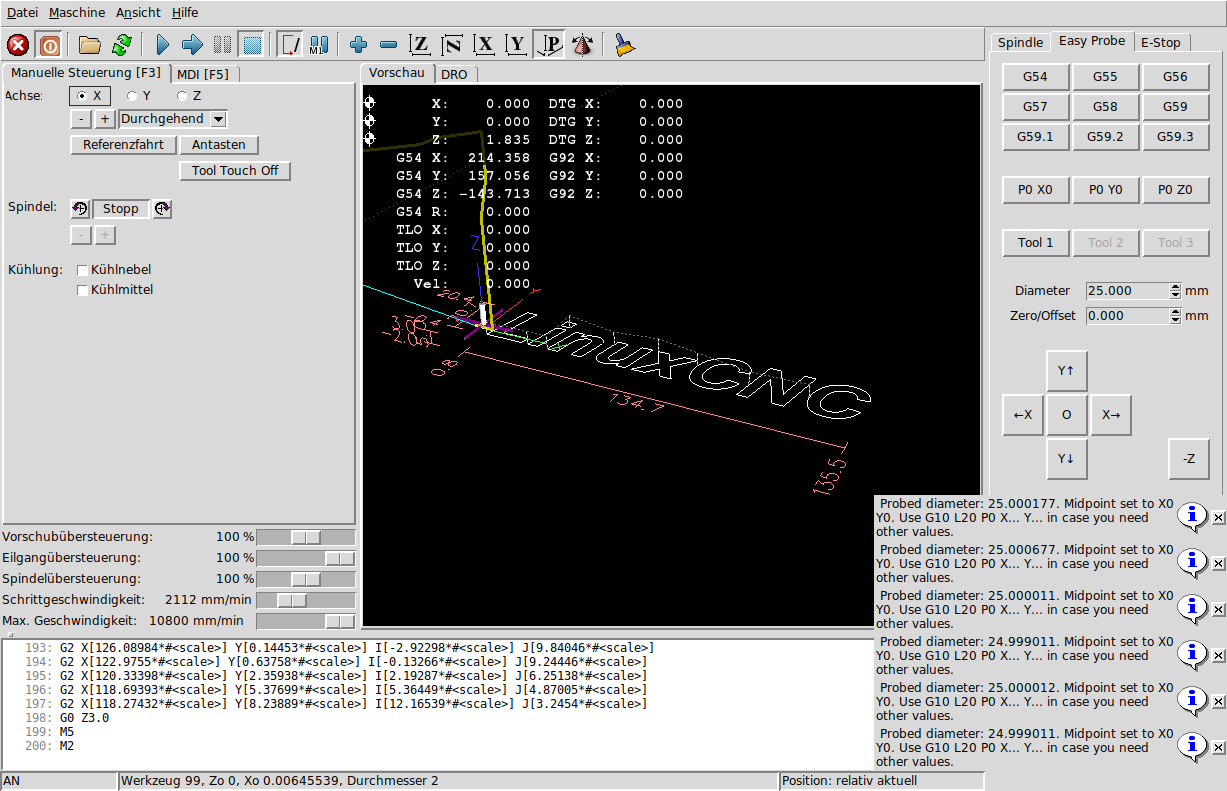 Datei Maschine Ansicht Hilfe
Z N X Y P
M1
Manuelle Steuerung [F3] MDI [F5]
Achse: X Y Z
- + Durchgehend
Referenzfahrt Antasten
Tool Touch Off
Spindel: Stopp
- +
Kühlung: Kühlnebel
Kühlmittel
Vorschubübersteuerung: 100 %
Eilgangübersteuerung: 100 %
Spindelübersteuerung: 100 %
Schrittgeschwindigkeit: 2112 mm/min
Max. Geschwindigkeit: 10800 mm/min
Vorschau DRO
X: 0.000 DTG X: 0.000
Y: 0.000 DTG Y: 0.000
Z: 1.835 DTG Z: 0.000
G54 X: 214.358 G92 X: 0.000
G54 Y: 157.056 G92 Y: 0.000
G54 Z: -143.713 G92 Z: 0.000
G54 R: 0.000
TLO X: 0.000
TLO Y: 0.000
TLO Z: 0.000
Vel: 0.000
Z
LinuxCNC
0.8
134.7
135.5
Spindle Easy Probe E-Stop
G54 G55 G56
G57 G58 G59
G59.1 G59.2 G59.3
P0 X0 P0 Y0 P0 Z0
Tool 1 Tool 2 Tool 3
Diameter 25.000 mm
Zero/Offset 0.000 mm
Y↑
←X O X→
Y↓ -Z
Probed diameter: 25.000177. Midpoint set to X0
Y0. Use G10 L20 P0 X... Y... in case you need
other values.
Probed diameter: 25.000677. Midpoint set to X0
Y0. Use G10 L20 P0 X... Y... in case you need
other values.
Probed diameter: 25.000011. Midpoint set to X0
Y0. Use G10 L20 P0 X... Y... in case you need
other values.
Probed diameter: 24.999011. Midpoint set to X0
Y0. Use G10 L20 P0 X... Y... in case you need
other values.
Probed diameter: 25.000012. Midpoint set to X0
Y0. Use G10 L20 P0 X... Y... in case you need
other values.
Probed diameter: 24.999011. Midpoint set to X0
Y0. Use G10 L20 P0 X... Y... in case you need
other values.
193: G2 X[126.08984*#<scale>] Y[0.14453*#<scale>] I[-2.92298*#<scale>] J[9.84046*#<scale>]
194: G2 X[122.9755*#<scale>] Y[0.63758*#<scale>] I[-0.13266*#<scale>] J[9.24446*#<scale>]
195: G2 X[120.33398*#<scale>] Y[2.35938*#<scale>] I[2.19287*#<scale>] J[6.25138*#<scale>]
196: G2 X[118.69393*#<scale>] Y[5.37699*#<scale>] I[5.36449*#<scale>] J[4.87005*#<scale>]
197: G2 X[118.27432*#<scale>] Y[8.23889*#<scale>] I[12.16539*#<scale>] J[3.2454*#<scale>]
198: G0 Z3.0
199: M5
200: M2
AN Werkzeug 99, Zo 0, Xo 0.00645539, Durchmesser 2 Position: relativ aktuell